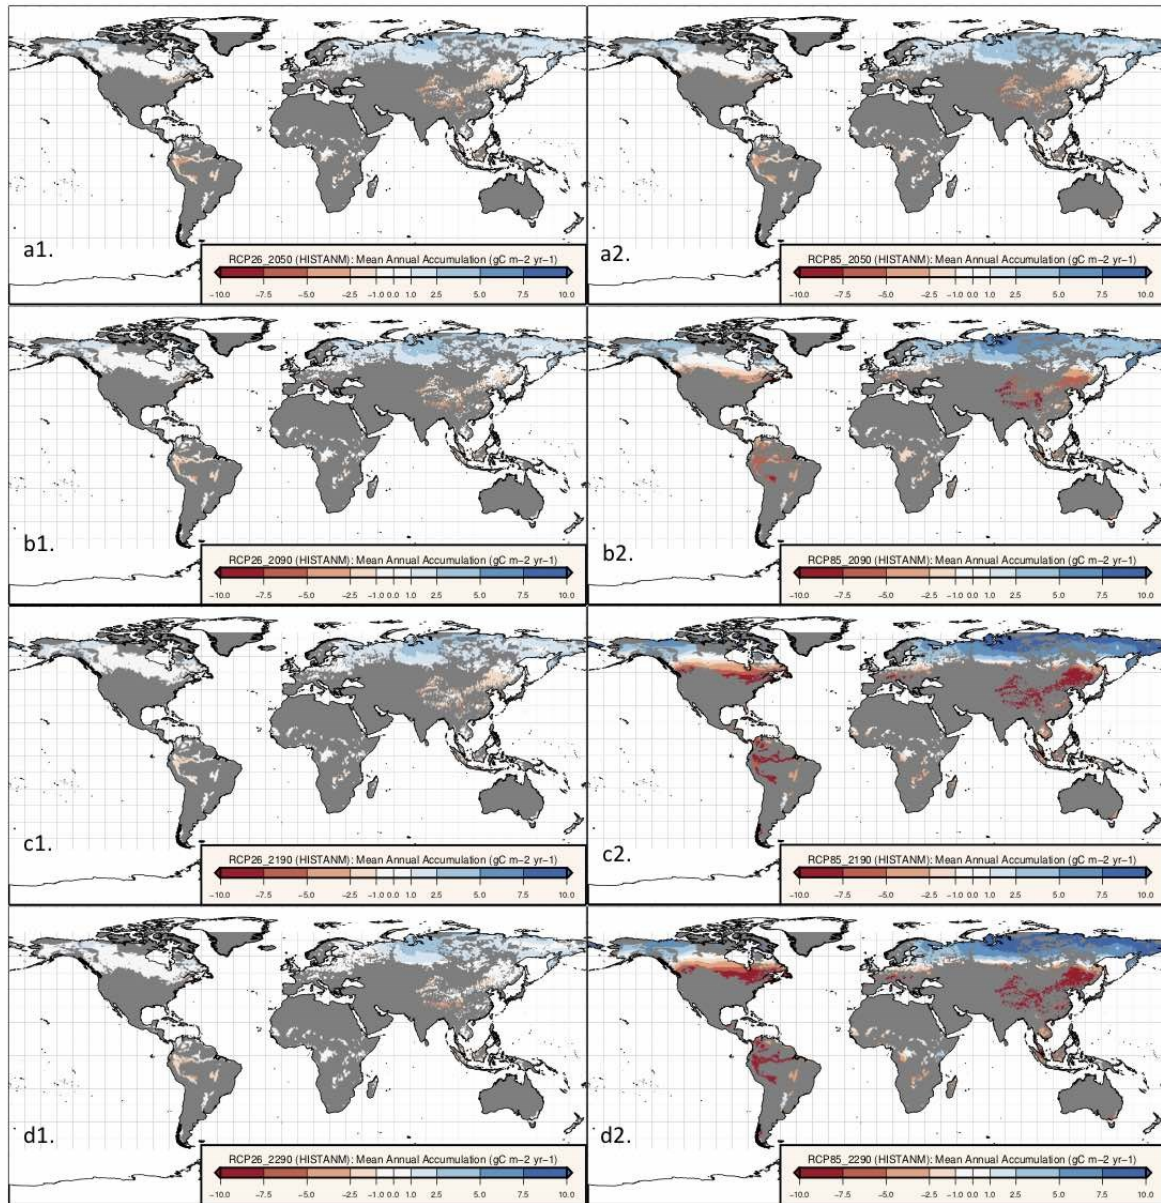 a1.
RCP26_2050 (HISTANM): Mean Annual Accumulation (gC m−2 yr−1)
−10.0 −7.5 −5.0 −2.5 −1.0 0.0 1.0 2.5 5.0 7.5 10.0
a2.
RCP85_2050 (HISTANM): Mean Annual Accumulation (gC m−2 yr−1)
−10.0 −7.5 −5.0 −2.5 −1.0 0.0 1.0 2.5 5.0 7.5 10.0
b1.
RCP26_2090 (HISTANM): Mean Annual Accumulation (gC m−2 yr−1)
−10.0 −7.5 −5.0 −2.5 −1.0 0.0 1.0 2.5 5.0 7.5 10.0
b2.
RCP85_2090 (HISTANM): Mean Annual Accumulation (gC m−2 yr−1)
−10.0 −7.5 −5.0 −2.5 −1.0 0.0 1.0 2.5 5.0 7.5 10.0
c1.
RCP26_2190 (HISTANM): Mean Annual Accumulation (gC m−2 yr−1)
−10.0 −7.5 −5.0 −2.5 −1.0 0.0 1.0 2.5 5.0 7.5 10.0
c2.
RCP85_2190 (HISTANM): Mean Annual Accumulation (gC m−2 yr−1)
−10.0 −7.5 −5.0 −2.5 −1.0 0.0 1.0 2.5 5.0 7.5 10.0
d1.
RCP26_2290 (HISTANM): Mean Annual Accumulation (gC m−2 yr−1)
−10.0 −7.5 −5.0 −2.5 −1.0 0.0 1.0 2.5 5.0 7.5 10.0
d2.
RCP85_2290 (HISTANM): Mean Annual Accumulation (gC m−2 yr−1)
−10.0 −7.5 −5.0 −2.5 −1.0 0.0 1.0 2.5 5.0 7.5 10.0